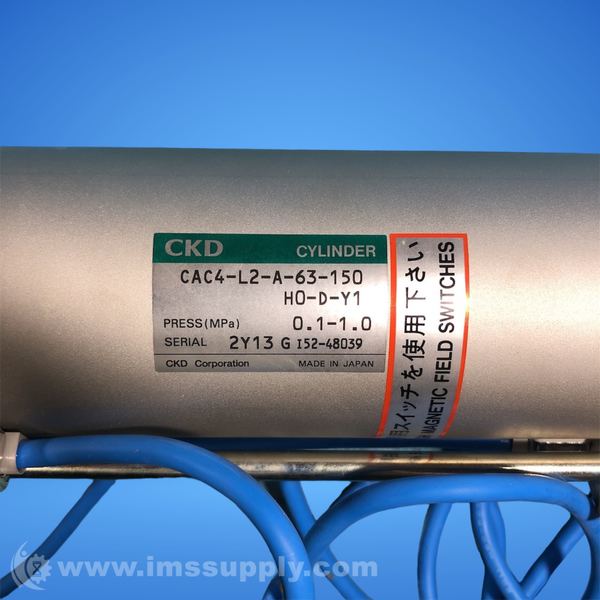 CKD CYLINDER
CAC4-L2-A-63-150
HO-D-Y1
PRESS(MPa) 0.1-1.0
SERIAL 2Y13 G I52-48039
CKD Corporation MADE IN JAPAN
用スイッチを使用下さい
MAGNETIC FIELD SWITCHES
www.imssupply.com